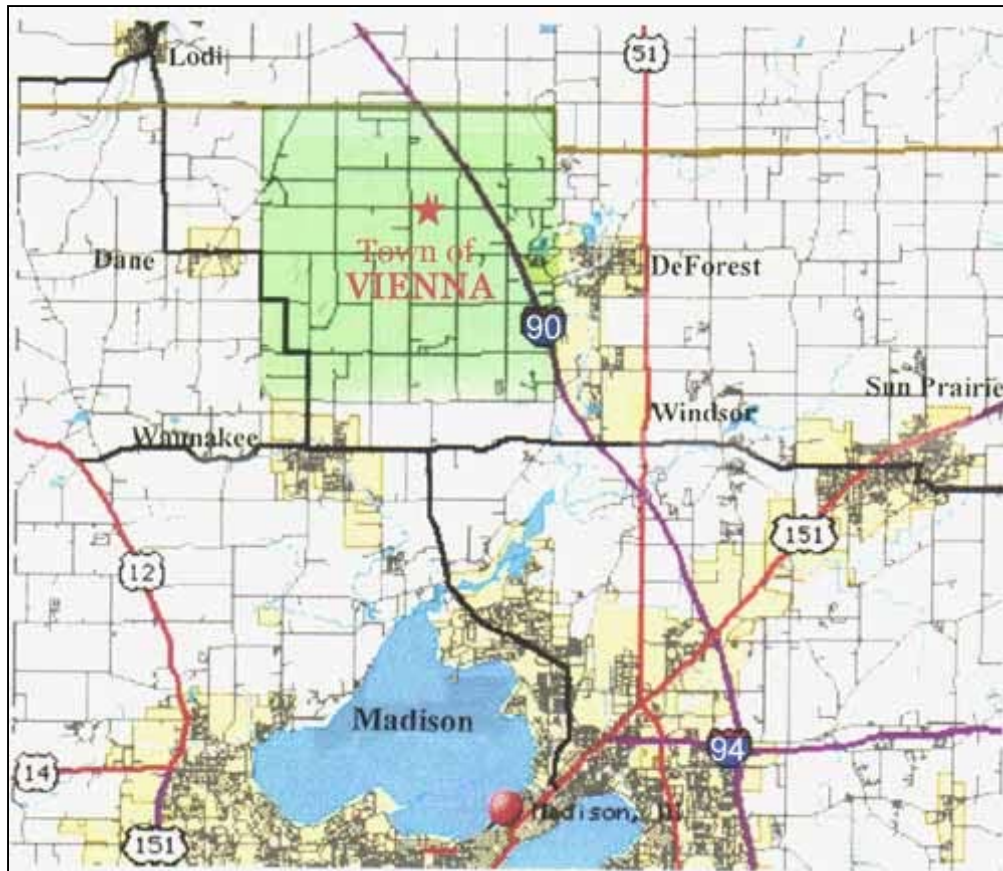 Lodi
51
Dane
Town of
VIENNA
DeForest
90
Sun Prairie
Windsor
Waunakee
151
12
Madison
94
14
Madison, Wi
151